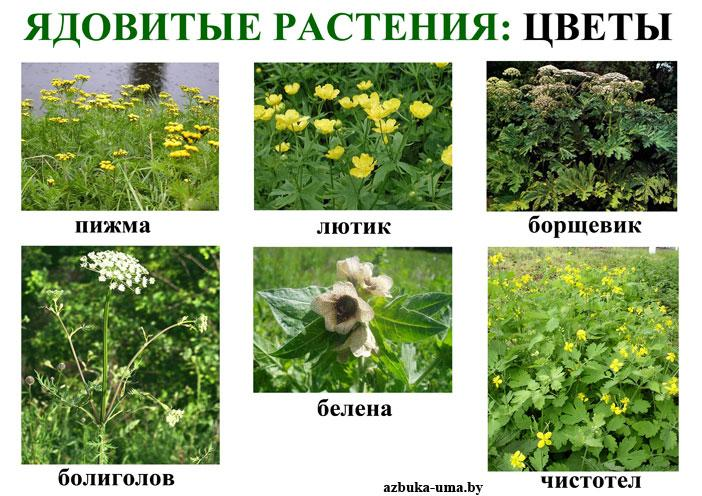 ЯДОВИТЫЕ РАСТЕНИЯ: ЦВЕТЫ
пижма
лютик
борщевик
болиголов
белена
чистотел
azbuka-uma.by